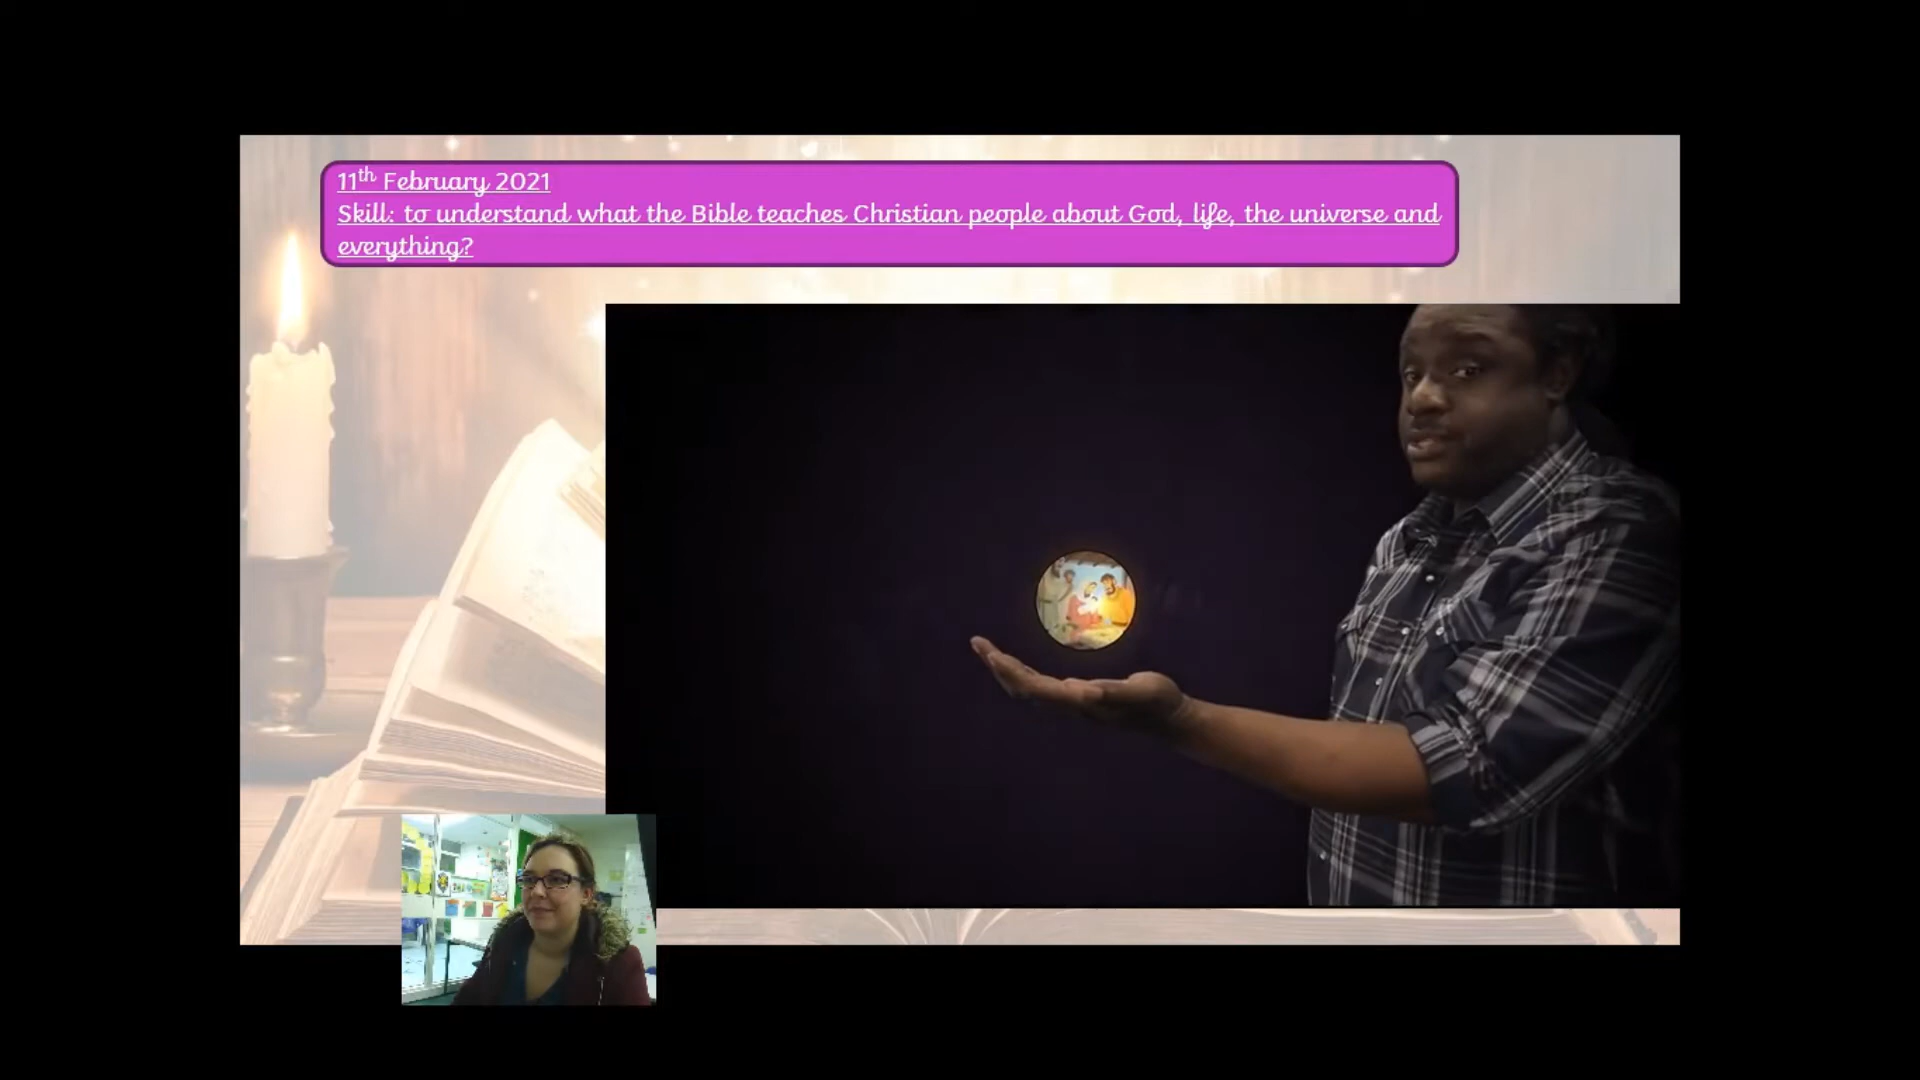 11th February 2021
Skill: to understand what the Bible teaches Christian people about God, life, the universe and
everything?